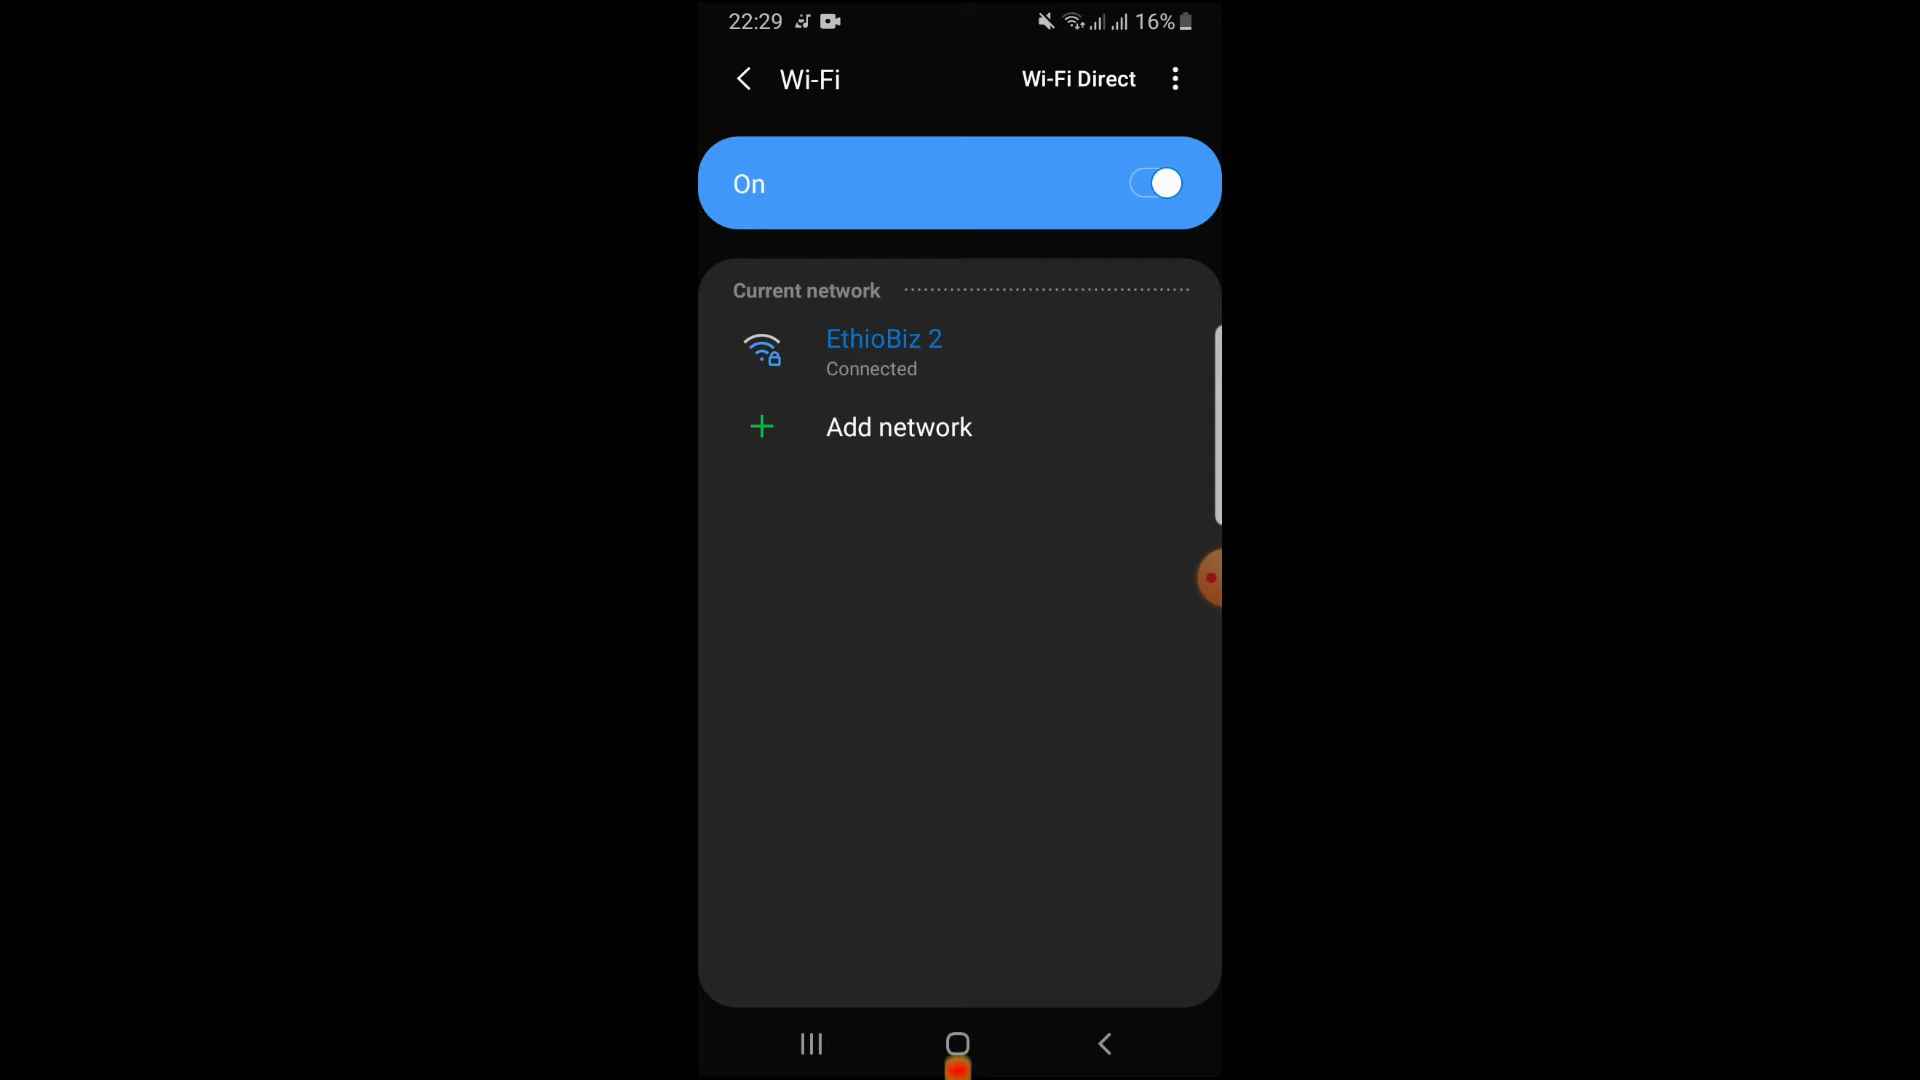 22:29 16%
Wi-Fi Wi-Fi Direct
On
Current network
EthioBiz 2
Connected
Add network